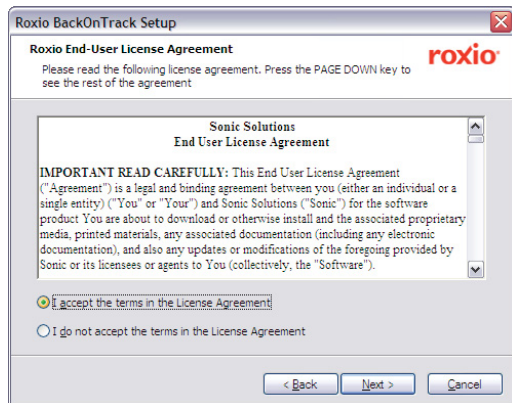 Roxio BackOnTrack Setup
Roxio End-User License Agreement
Please read the following license agreement. Press the PAGE DOWN key to
see the rest of the agreement
roxio
Sonic Solutions
End User License Agreement
IMPORTANT READ CAREFULLY: This End User License Agreement
("Agreement") is a legal and binding agreement between you (either an individual or a
single entity) ("You" or "Your") and Sonic Solutions ("Sonic") for the software
product You are about to download or otherwise install and the associated proprietary
media, printed materials, any associated documentation (including any electronic
documentation), and also any updates or modifications of the foregoing provided by
Sonic or its licensees or agents to You (collectively, the "Software").
I accept the terms in the License Agreement
I do not accept the terms in the License Agreement
< Back
Next >
Cancel